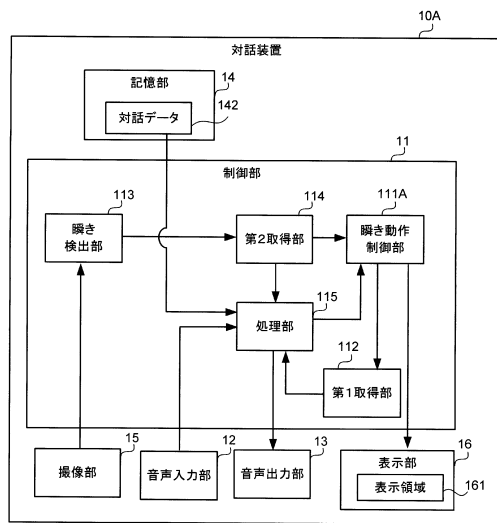 10A
対話装置
記憶部
14
対話データ
142
11
制御部
113
瞬き
検出部
114
第2取得部
111A
瞬き動作
制御部
115
処理部
112
第1取得部
15
撮像部
12
音声入力部
13
音声出力部
16
表示部
表示領域
161